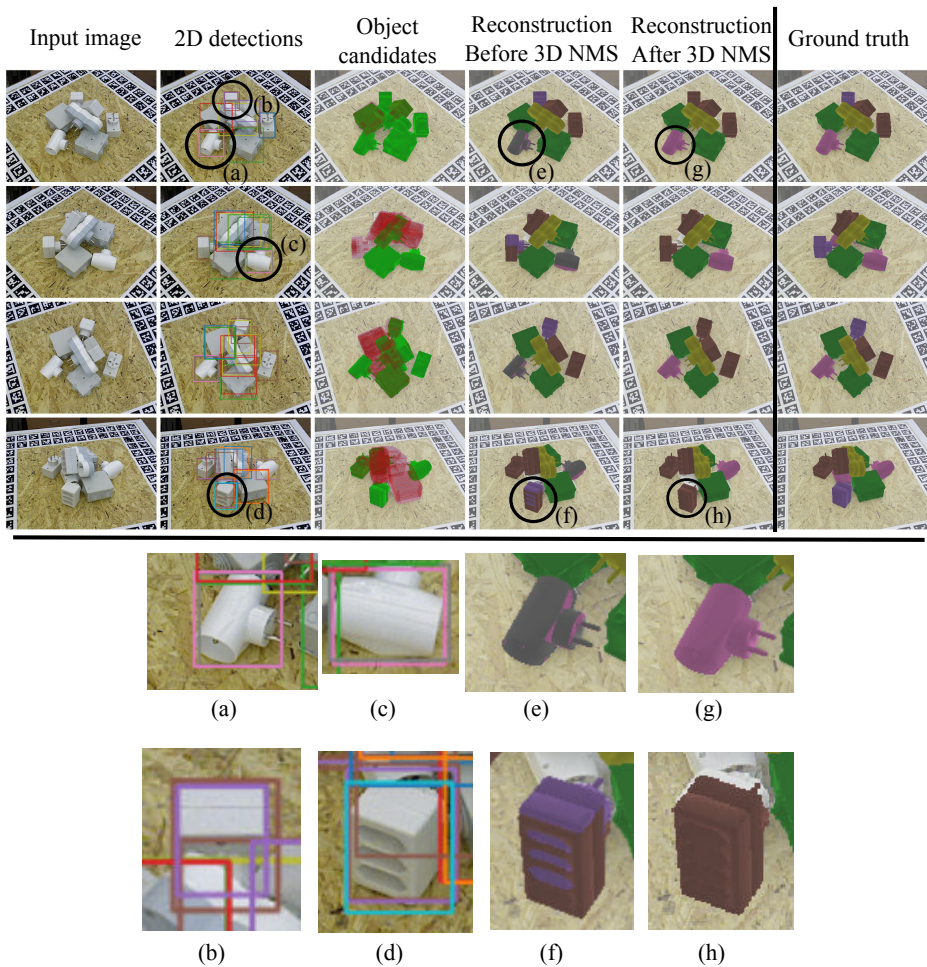 Input image
2D detections
Object
candidates
Reconstruction
Before 3D NMS
Reconstruction
After 3D NMS
Ground truth
(b)
(a)
(e)
(g)
(c)
(d)
(f)
(h)
(a)
(c)
(e)
(g)
(b)
(d)
(f)
(h)